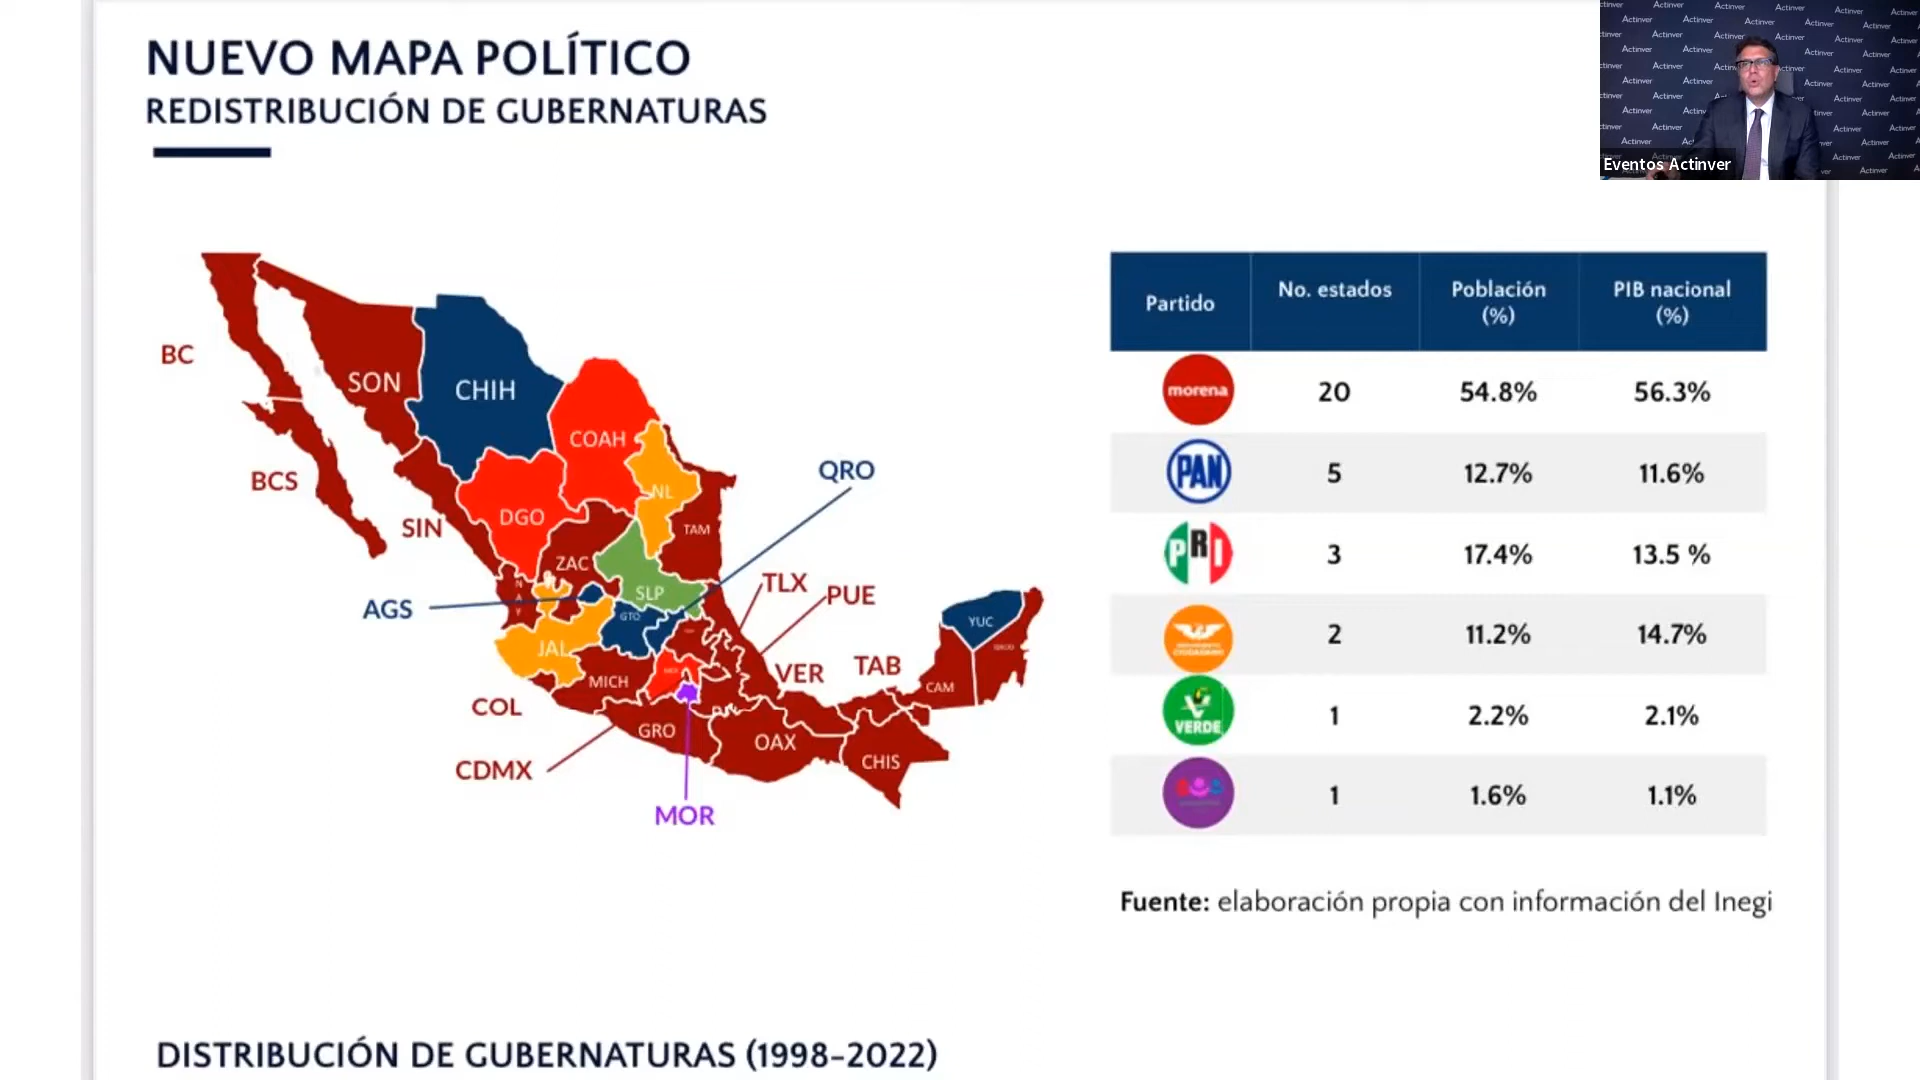 NUEVO MAPA POLÍTICO
REDISTRIBUCIÓN DE GUBERNATURAS
Eventos Actinver
BC
SON
CHIH
COAH
BCS
NL
QRO
SIN
DGO
TAM
ZAC
TLX
PUE
AGS
SLP
GTO
YUC
JAL
VER
TAB
MICH
CAM
COL
GRO
OAX
CHIS
CDMX
MOR
Partido No. estados Población (%) PIB nacional (%)
morena 20 54.8% 56.3%
PAN 5 12.7% 11.6%
PRI 3 17.4% 13.5 %
CIUDADANO 2 11.2% 14.7%
VERDE 1 2.2% 2.1%
1 1.6% 1.1%
Fuente: elaboración propia con información del Inegi
DISTRIBUCIÓN DE GUBERNATURAS (1998-2022)